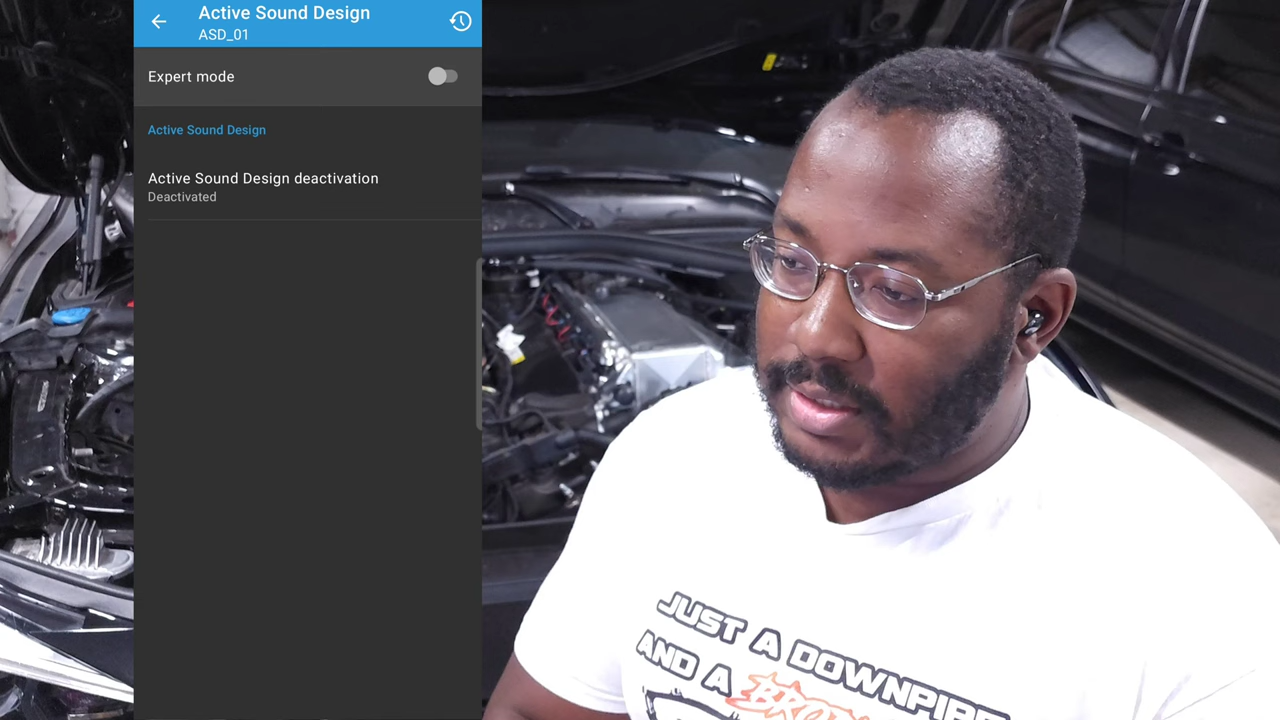 Active Sound Design
ASD_01
Expert mode
Active Sound Design
Active Sound Design deactivation
Deactivated
JUST A DOWNPIPE
AND A